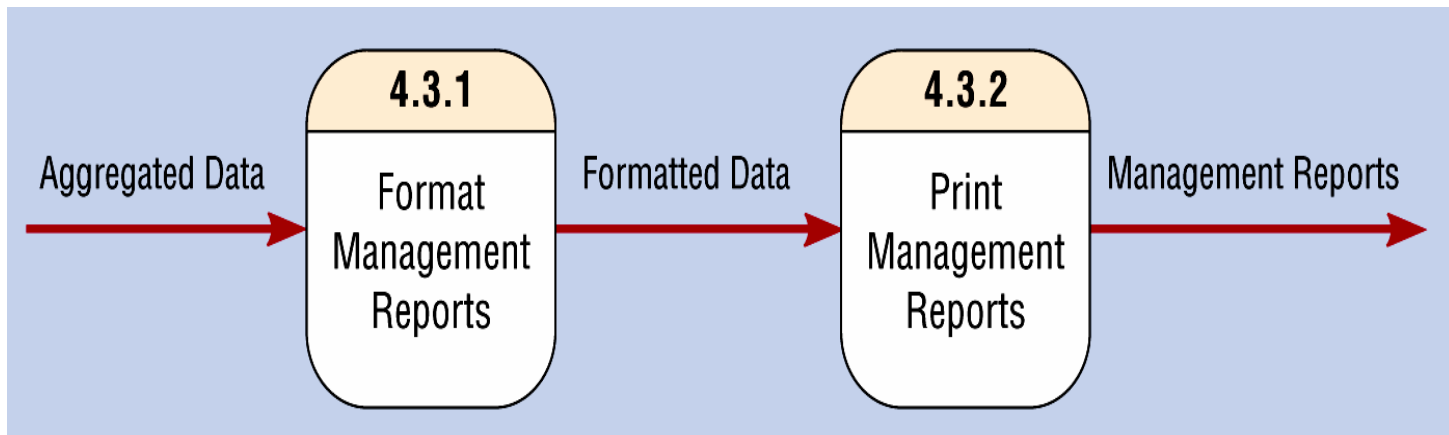 4.3.1
4.3.2
Aggregated Data
Format
Management
Reports
Formatted Data
Print
Management
Reports
Management Reports